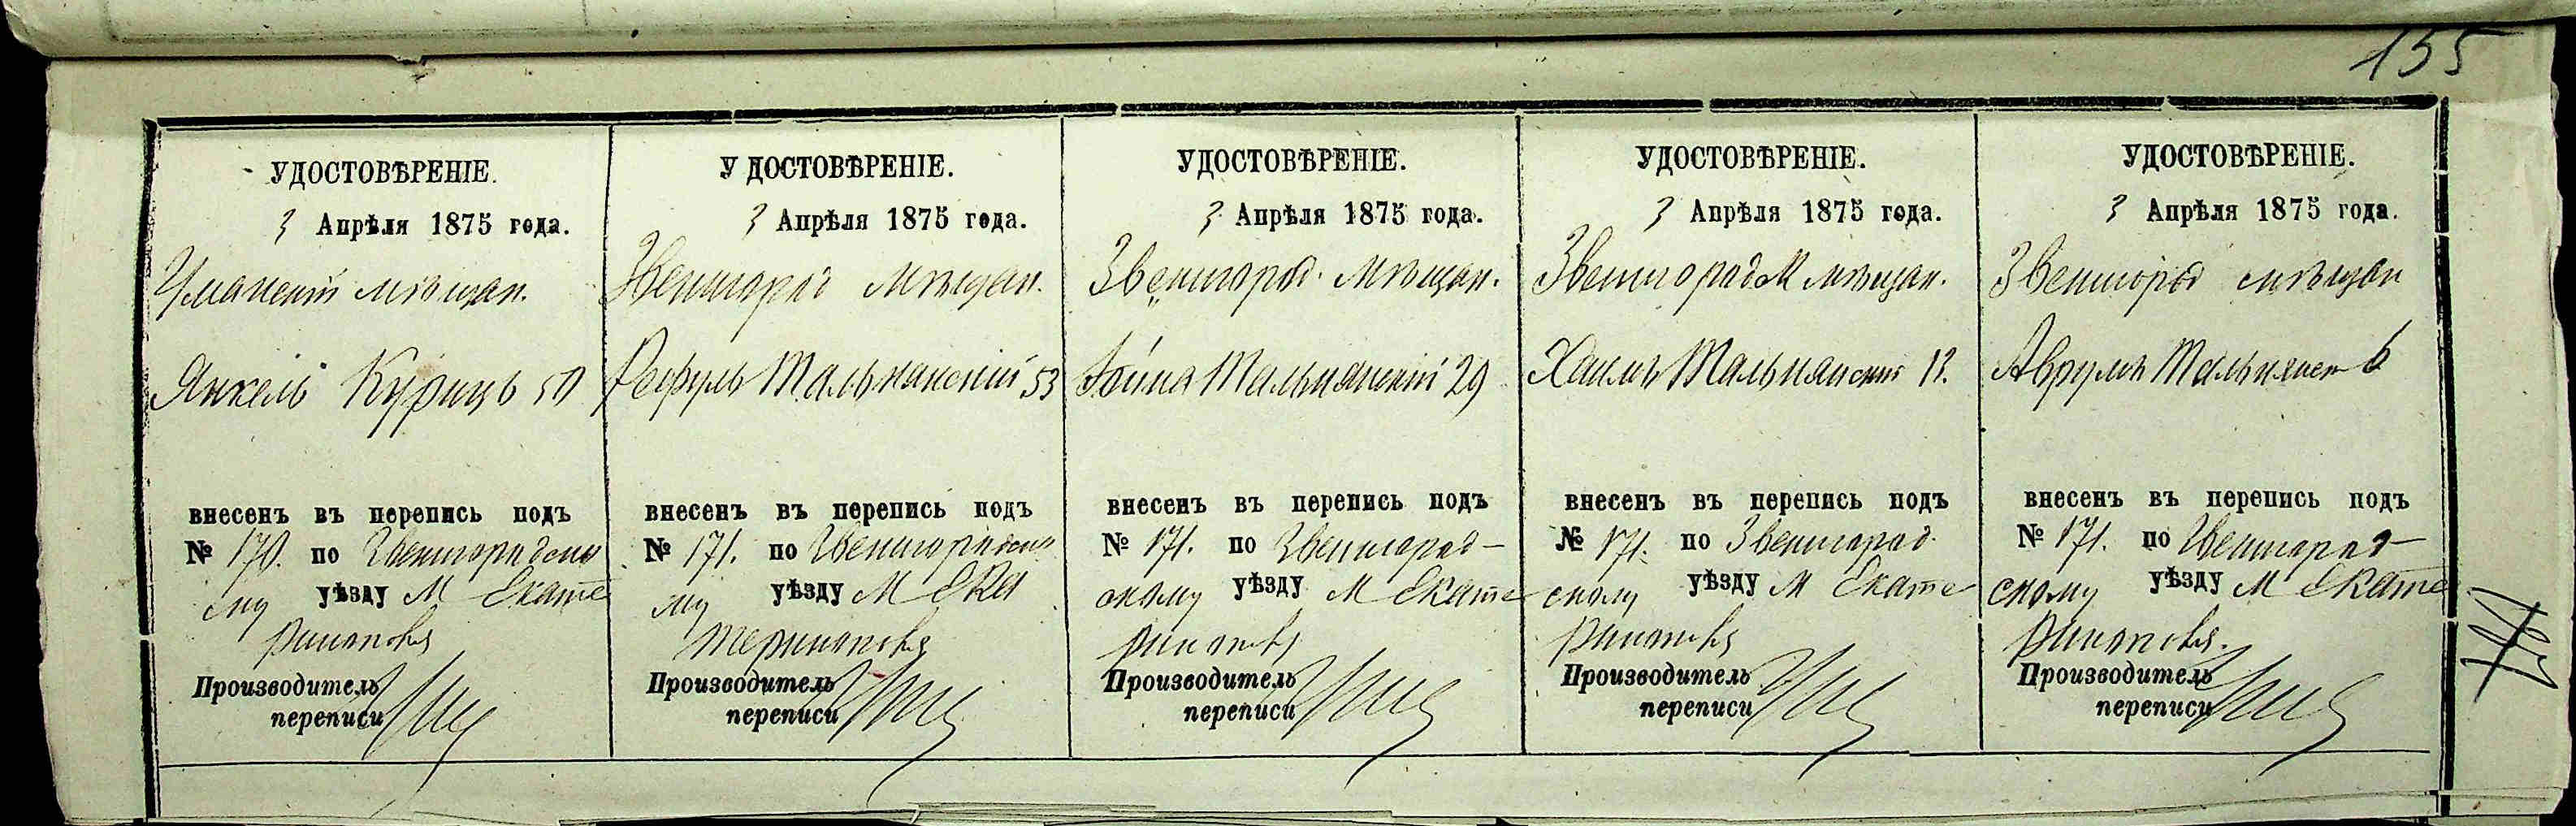 155
УДОСТОВѢРЕНІЕ.
3 Апрѣля 1875 года.
Уманскій мѣщан.
Янкель Курицъ 50
внесенъ въ перепись подъ
№ 170. по Звенигородско
му уѣзду М Екате
ринополь
Производитель
переписи
У ДОСТОВѢРЕНІЕ.
3 Апрѣля 1875 года.
Звенигород мѣщан.
Рефуль Тальнянскій 53
внесенъ въ перепись подъ
№ 171. по Звенигородско
му уѣзду М Ека
теринополь
Производитель
переписи
УДОСТОВѢРЕНІЕ.
3 Апрѣля 1875 года.
Звенигород. мѣщан.
Іойна Тальнянскій 29
внесенъ въ перепись подъ
№ 171. по Звенигород-
скому уѣзду М Екате
ринополь
Производитель
переписи
УДОСТОВѢРЕНІЕ.
3 Апрѣля 1875 года.
Звенигородск мѣщан.
Хаимъ Тальнянскій 12.
внесенъ въ перепись подъ
№ 171. по Звенигород.
скому уѣзду М Екате
ринополь
Производитель
переписи
УДОСТОВѢРЕНІЕ.
3 Апрѣля 1875 года.
Звенигород мѣщан
Аврумъ Тальнянск 6
внесенъ въ перепись подъ
№ 171. по Звенигород-
скому уѣзду М Екате
ринополь.
Производитель
переписи